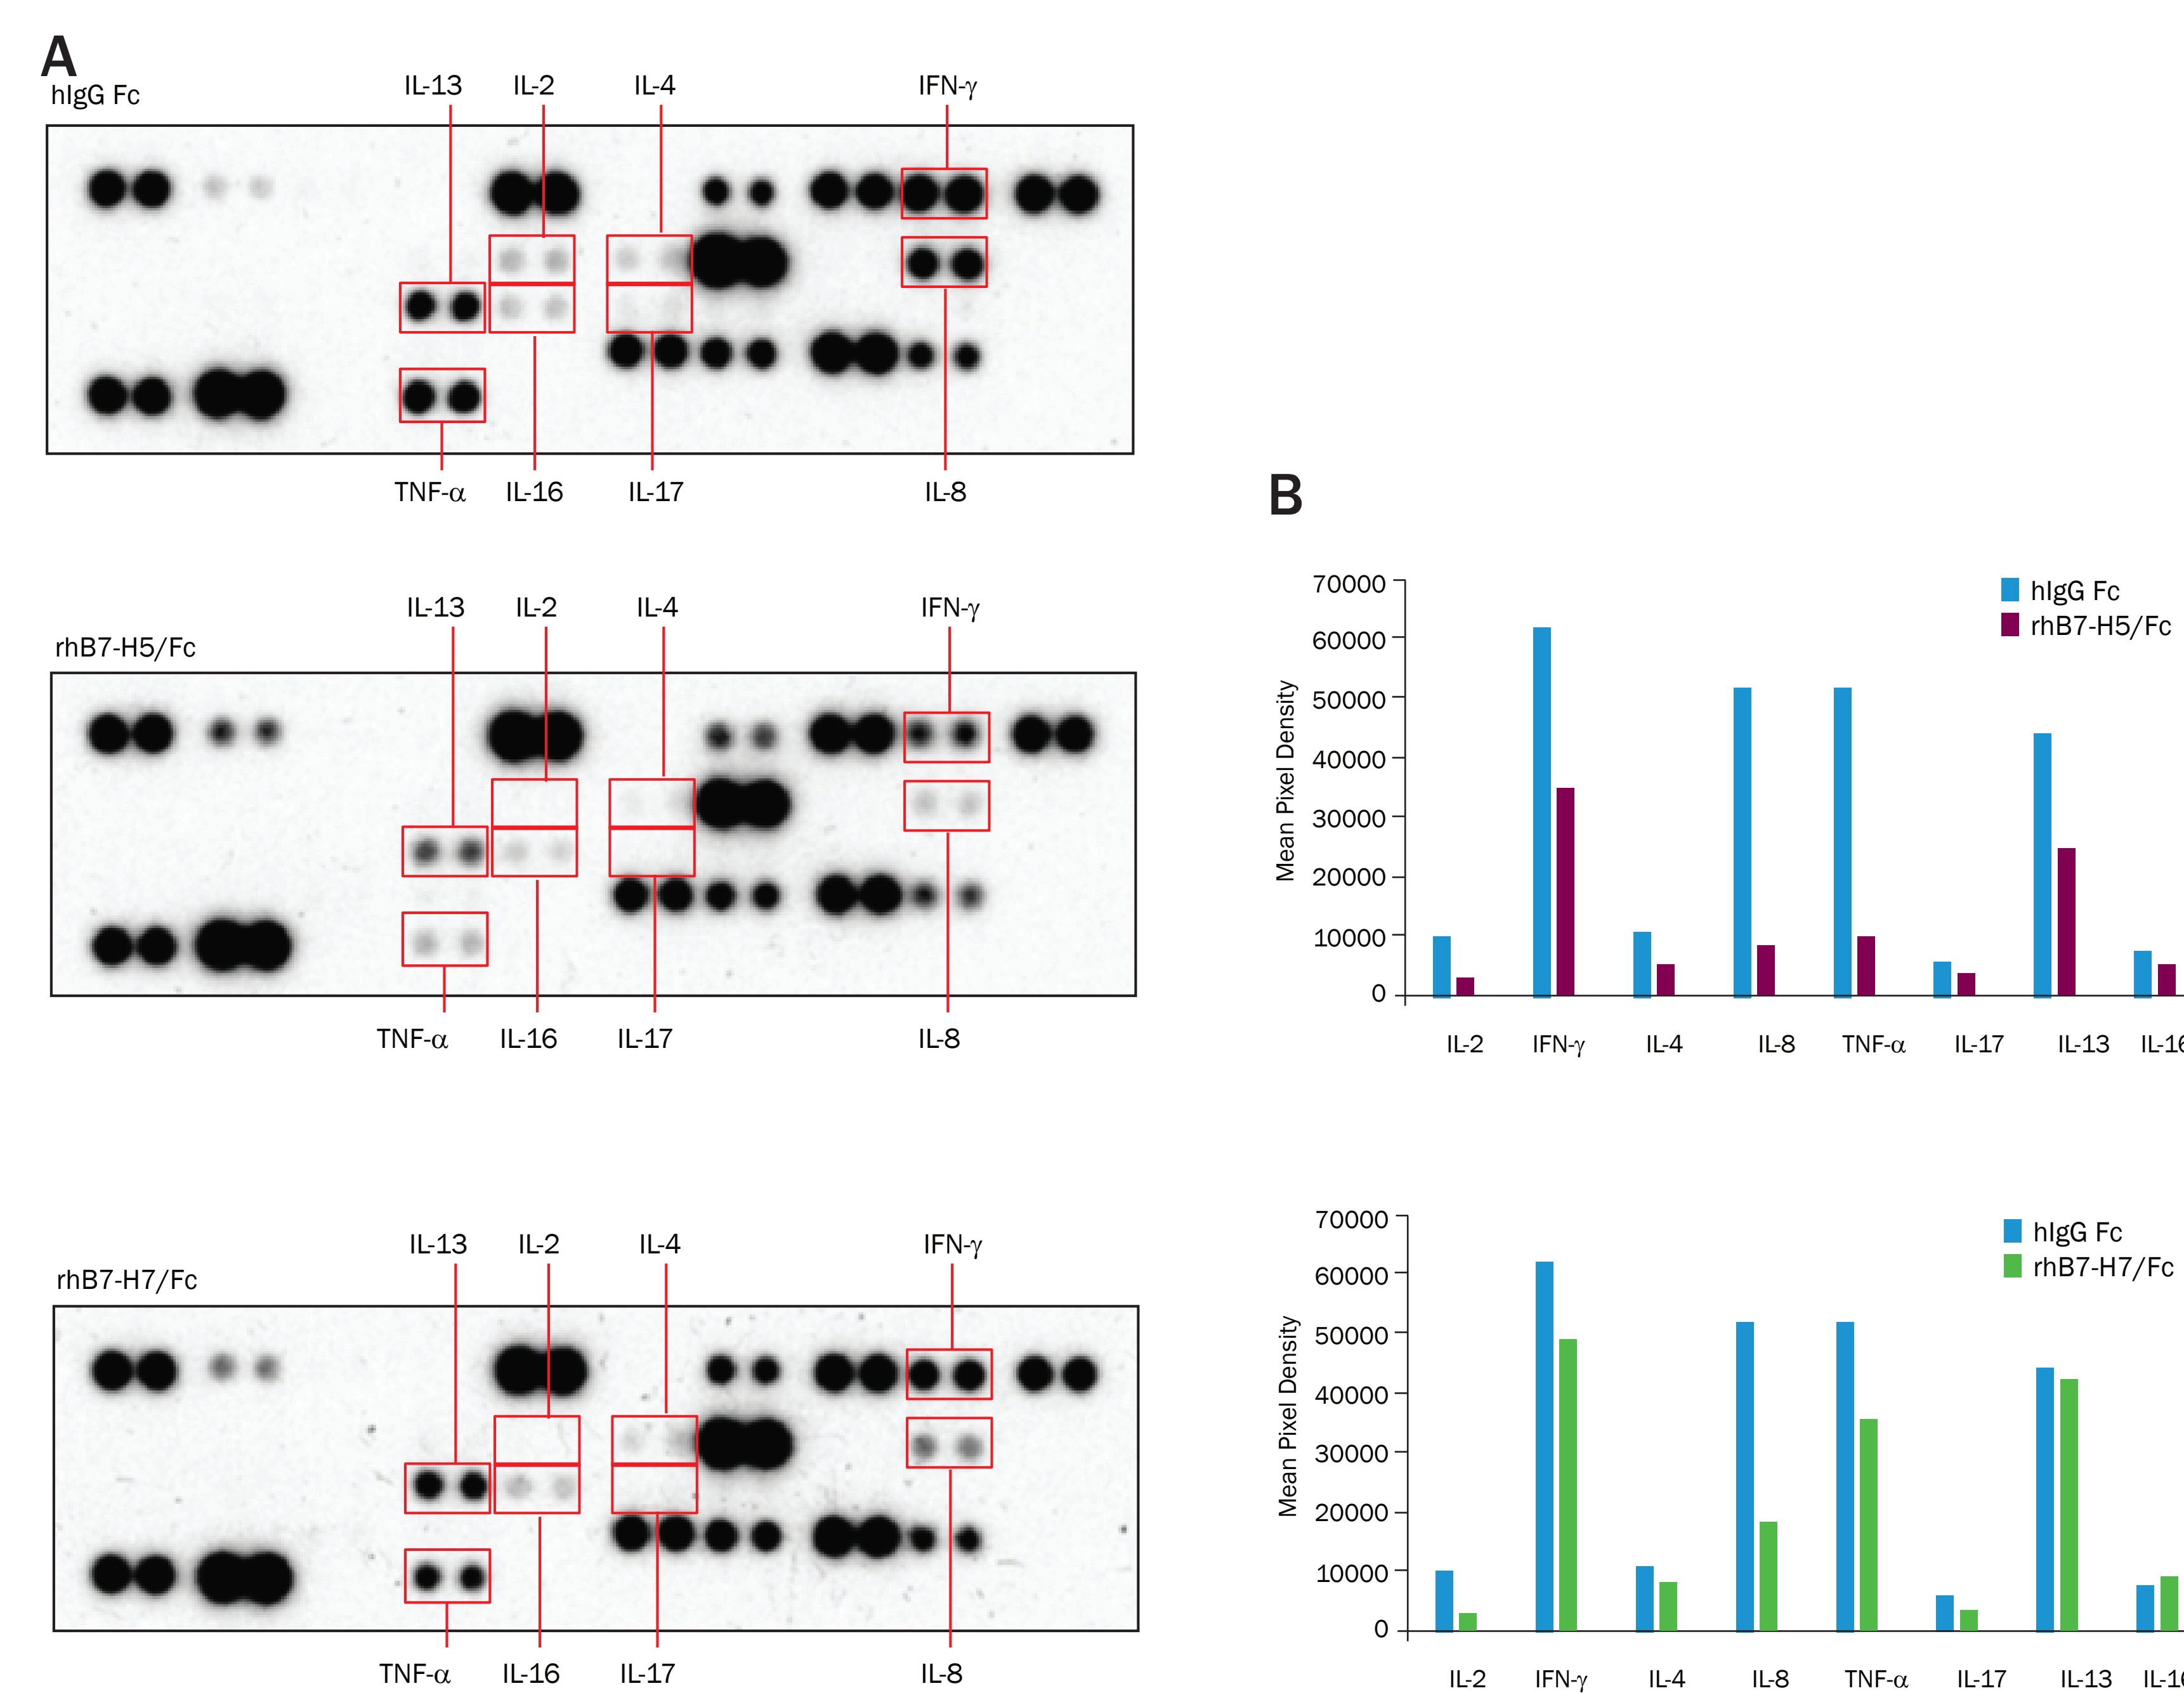 A
hIgG Fc
IL-13 IL-2 IL-4 IFN-γ
TNF-α IL-16 IL-17 IL-8
rhB7-H5/Fc
IL-13 IL-2 IL-4 IFN-γ
TNF-α IL-16 IL-17 IL-8
rhB7-H7/Fc
IL-13 IL-2 IL-4 IFN-γ
TNF-α IL-16 IL-17 IL-8
B
Mean Pixel Density
70000
60000
50000
40000
30000
20000
10000
0
hIgG Fc
rhB7-H5/Fc
IL-2 IFN-γ IL-4 IL-8 TNF-α IL-17 IL-13 IL-16
Mean Pixel Density
70000
60000
50000
40000
30000
20000
10000
0
hIgG Fc
rhB7-H7/Fc
IL-2 IFN-γ IL-4 IL-8 TNF-α IL-17 IL-13 IL-16